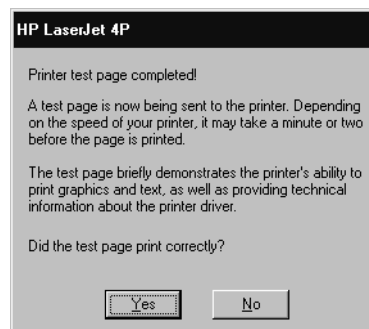 HP LaserJet 4P
Printer test page completed!
A test page is now being sent to the printer. Depending
on the speed of your printer, it may take a minute or two
before the page is printed.
The test page briefly demonstrates the printer's ability to
print graphics and text, as well as providing technical
information about the printer driver.
Did the test page print correctly?
Yes No